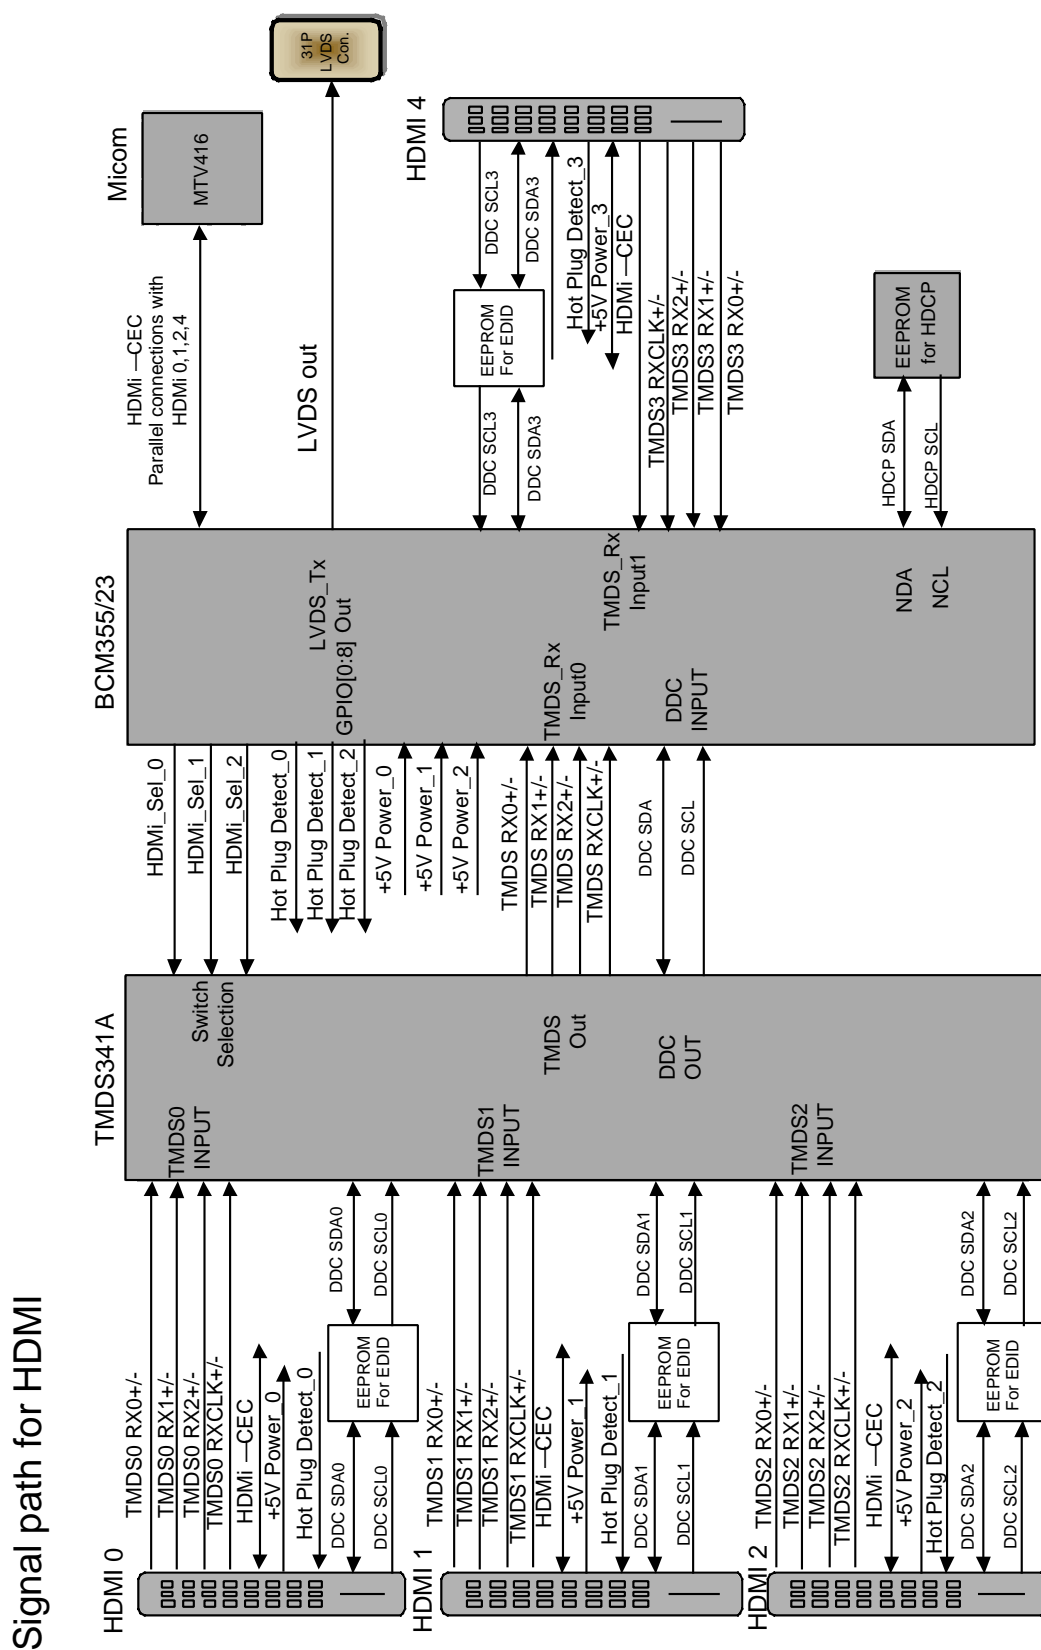 Signal path for HDMI
HDMI 0
TMDS0 RX0+/-
TMDS0 RX1+/-
TMDS0 RX2+/-
TMDS0 RXCLK+/-
HDMi —CEC
+5V Power_0
Hot Plug Detect_0
DDC SDA0
DDC SCL0
EEPROM
For EDID
DDC SDA0
DDC SCL0
HDMI 1
TMDS1 RX0+/-
TMDS1 RX1+/-
TMDS1 RX2+/-
TMDS1 RXCLK+/-
HDMi —CEC
+5V Power_1
Hot Plug Detect_1
DDC SDA1
DDC SCL1
EEPROM
For EDID
DDC SDA1
DDC SCL1
HDMI 2
TMDS2 RX0+/-
TMDS2 RX1+/-
TMDS2 RX2+/-
TMDS2 RXCLK+/-
HDMi —CEC
+5V Power_2
Hot Plug Detect_2
DDC SDA2
DDC SCL2
EEPROM
For EDID
DDC SDA2
DDC SCL2
TMDS341A
TMDS0
INPUT
TMDS1
INPUT
TMDS2
INPUT
Switch
Selection
TMDS
Out
DDC
OUT
HDMi_Sel_0
HDMi_Sel_1
HDMi_Sel_2
Hot Plug Detect_0
Hot Plug Detect_1
Hot Plug Detect_2
+5V Power_0
+5V Power_1
+5V Power_2
TMDS RX0+/-
TMDS RX1+/-
TMDS RX2+/-
TMDS RXCLK+/-
DDC SDA
DDC SCL
BCM355/23
LVDS_Tx
GPIO[0:8] Out
TMDS_Rx
Input0
DDC
INPUT
TMDS_Rx
Input1
NDA
NCL
HDMi —CEC
Parallel connections with
HDMi 0,1,2,4
Micom
MTV416
LVDS out
31P
LVDS
Con.
DDC SCL3
DDC SDA3
EEPROM
For EDID
DDC SCL3
DDC SDA3
HDMI 4
Hot Plug Detect_3
+5V Power_3
HDMi —CEC
TMDS3 RXCLK+/-
TMDS3 RX2+/-
TMDS3 RX1+/-
TMDS3 RX0+/-
HDCP SDA
HDCP SCL
EEPROM
for HDCP